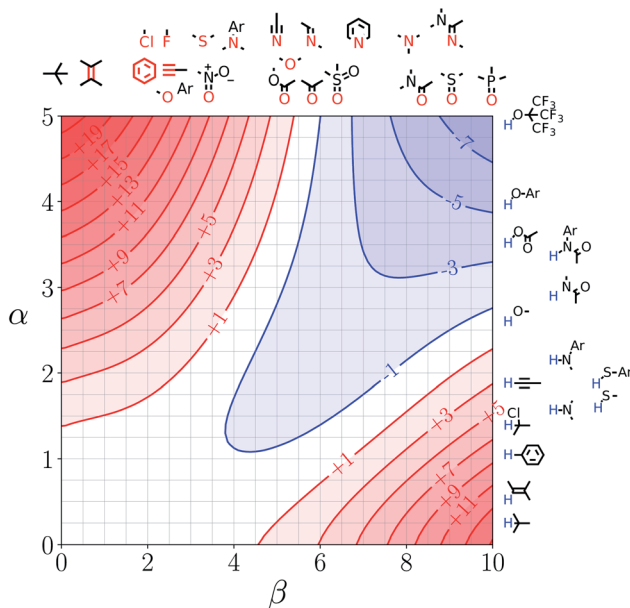 Cl F S Ar N N N N N N N
O Ar N+ O− O O O O O S O O N O S O P O
5 4 3 2 1 0
α
0 2 4 6 8 10
β
+19
+17
+15
+13
+11
+9
+7
+5
+3
+1
-7
-5
-3
-1
+1
+3
+5
+7
+9
+11
CF3
H O CF3
CF3
H O-Ar
H O O
Ar
H N O
H N O
H O-
H-N Ar
H
H S-Ar
H-N
H S
Cl
H
H
H
H